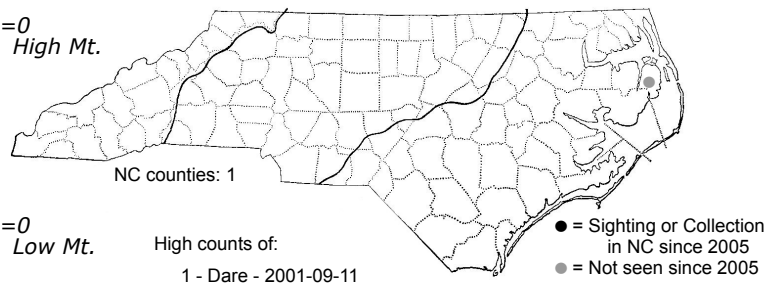 =0
High Mt.
NC counties: 1
=0
Low Mt.
High counts of:
1 - Dare - 2001-09-11
● = Sighting or Collection
in NC since 2005
● = Not seen since 2005